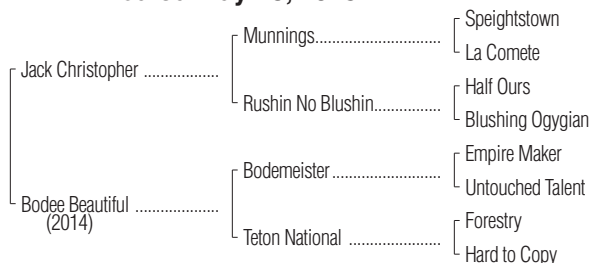 Speightstown
Munnings
La Comete
Jack Christopher
Half Ours
Rushin No Blushin
Blushing Ogygian
Empire Maker
Bodemeister
Untouched Talent
Bodee Beautiful
(2014)
Forestry
Teton National
Hard to Copy